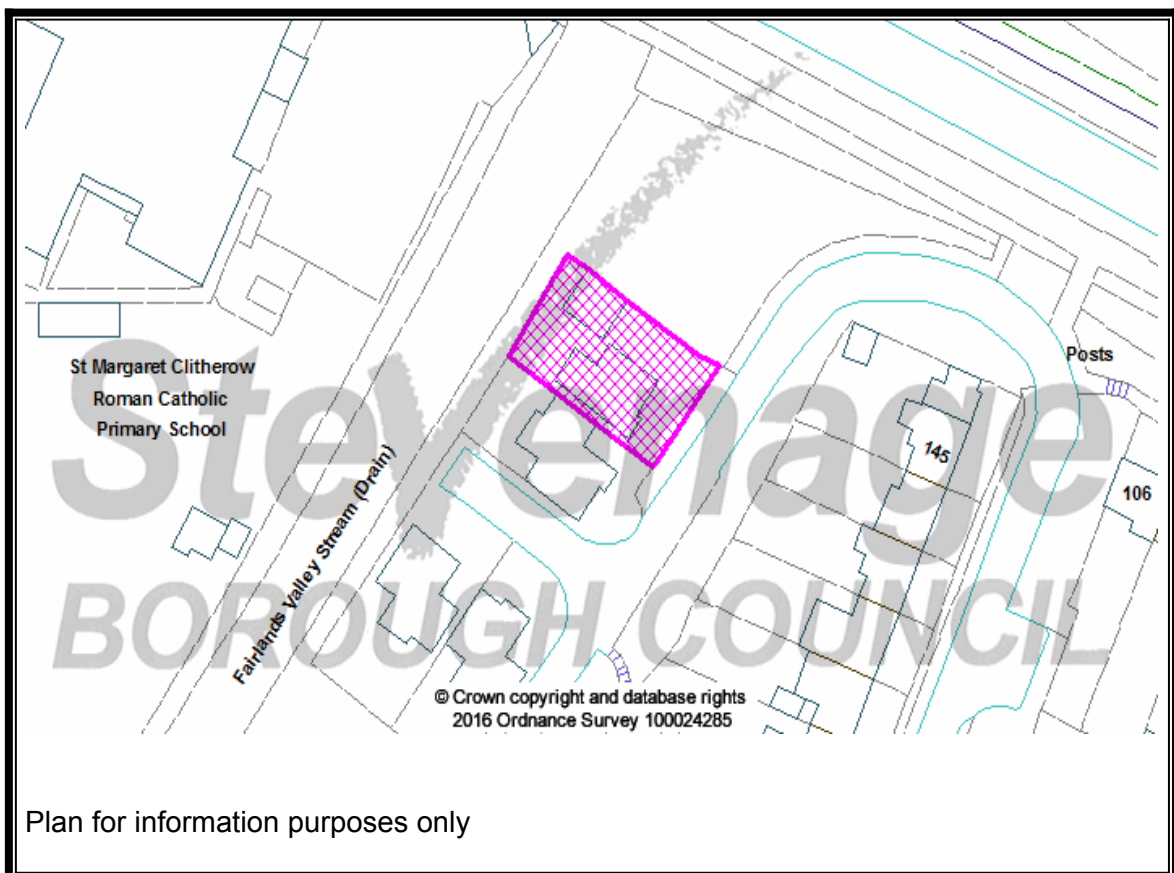 Posts
St Margaret Clitherow
Roman Catholic
Primary School
Stevenage
BOROUGH COUNCIL
145
106
Fairlands Valley Stream (Drain)
© Crown copyright and database rights
2016 Ordnance Survey 100024285
Plan for information purposes only